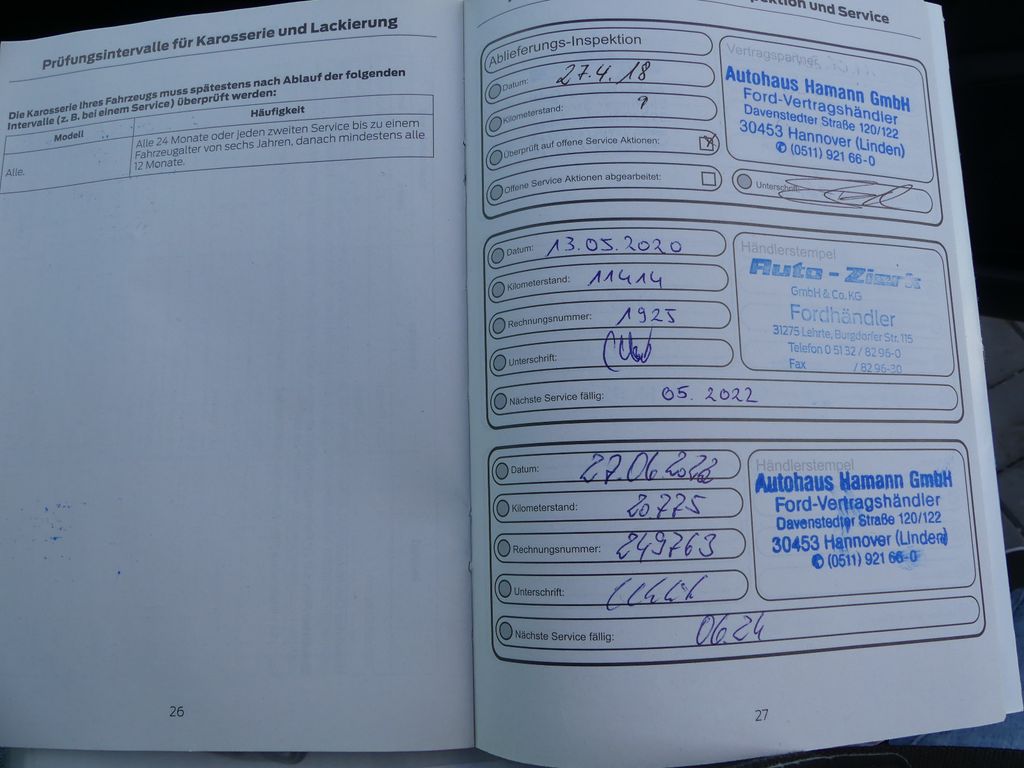 Prüfungsintervalle für Karosserie und Lackierung
Die Karosserie Ihres Fahrzeugs muss spätestens nach Ablauf der folgenden
Intervalle (z. B. bei einem Service) überprüft werden:
Modell
Häufigkeit
Alle.
Alle 24 Monate oder jeden zweiten Service bis zu einem
Fahrzeugalter von sechs Jahren, danach mindestens alle
12 Monate.
26
und Service
Ablieferungs-Inspektion
Datum: 27.4.18
Kilometerstand: 9
Überprüft auf offene Service Aktionen:
Offene Service Aktionen abgearbeitet:
Vertragspartner
Autohaus Hamann GmbH
Ford-Vertragshändler
Davenstedter Straße 120/122
30453 Hannover (Linden)
✆ (0511) 921 66-0
Unterschrift:
Datum: 13.05.2020
Kilometerstand: 11414
Rechnungsnummer: 1925
Unterschrift:
Nächste Service fällig: 05. 2022
Händlerstempel
Auto - Zierk
GmbH & Co. KG
Fordhändler
31275 Lehrte, Burgdorfer Str. 115
Telefon 0 51 32 / 82 96-0
Fax / 82 96-30
Datum: 27.06.2022
Kilometerstand: 20775
Rechnungsnummer: 249763
Unterschrift:
Nächste Service fällig: 06.24
Händlerstempel
Autohaus Hamann GmbH
Ford-Vertragshändler
Davenstedter Straße 120/122
30453 Hannover (Linden)
✆ (0511) 921 66-0
27